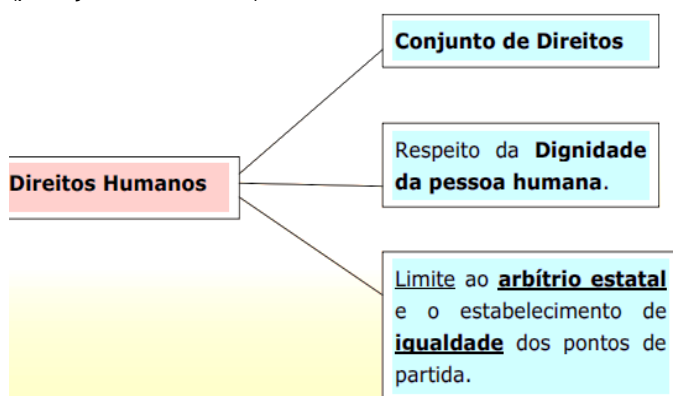 Conjunto de Direitos
Respeito da Dignidade
da pessoa humana.
Direitos Humanos
Limite ao arbítrio estatal
e o estabelecimento de
igualdade dos pontos de
partida.